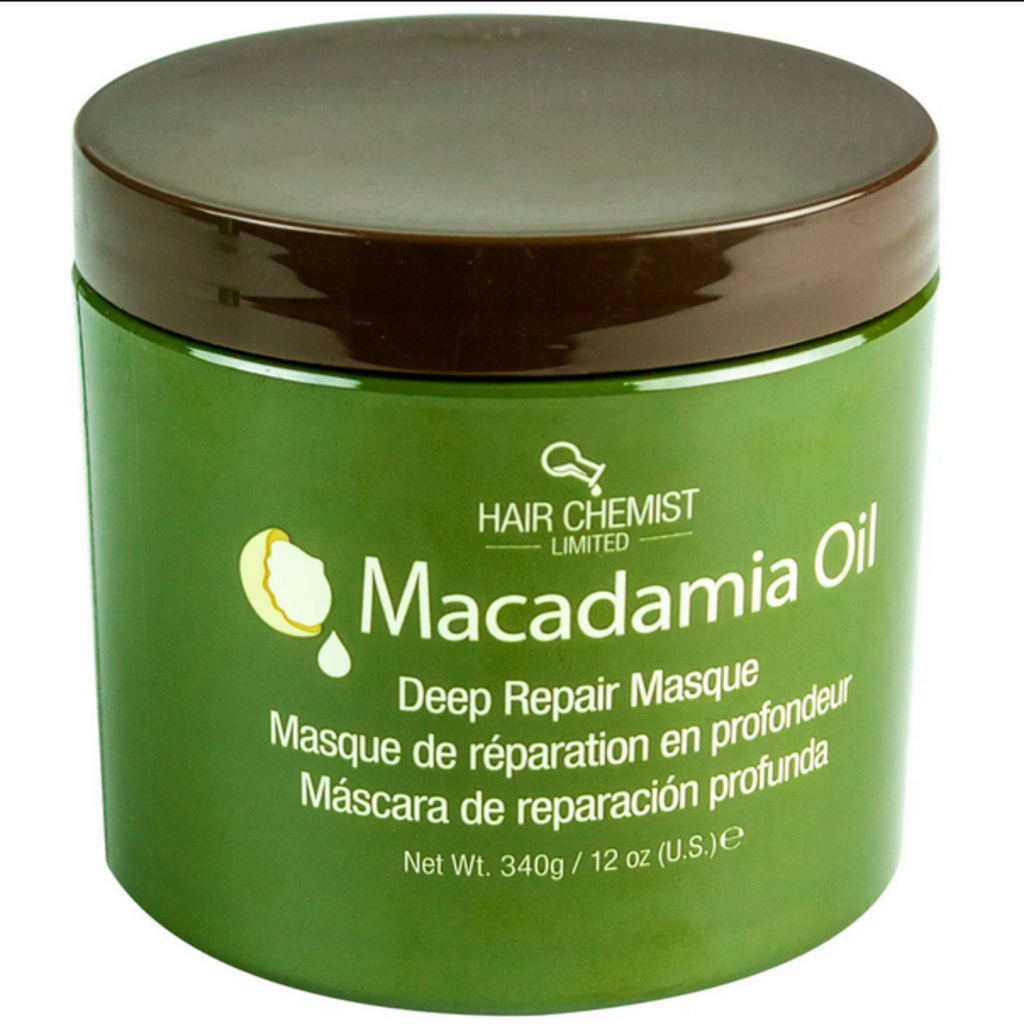 HAIR CHEMIST
LIMITED
Macadamia Oil
Deep Repair Masque
Masque de réparation en profondeur
Máscara de reparación profunda
Net Wt. 340g / 12 oz (U.S.) ℮